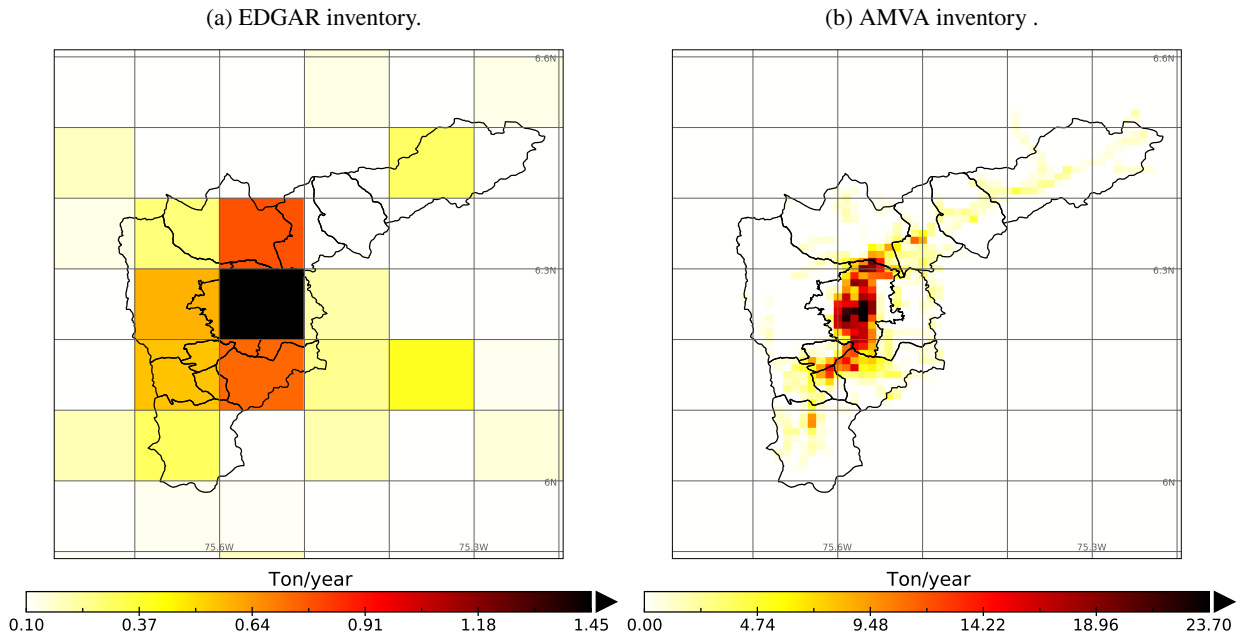 (a) EDGAR inventory.
6.6N
6.3N
6N
75.6W
75.3W
Ton/year
0.10 0.37 0.64 0.91 1.18 1.45
(b) AMVA inventory .
6.6N
6.3N
6N
75.6W
75.3W
Ton/year
0.00 4.74 9.48 14.22 18.96 23.70